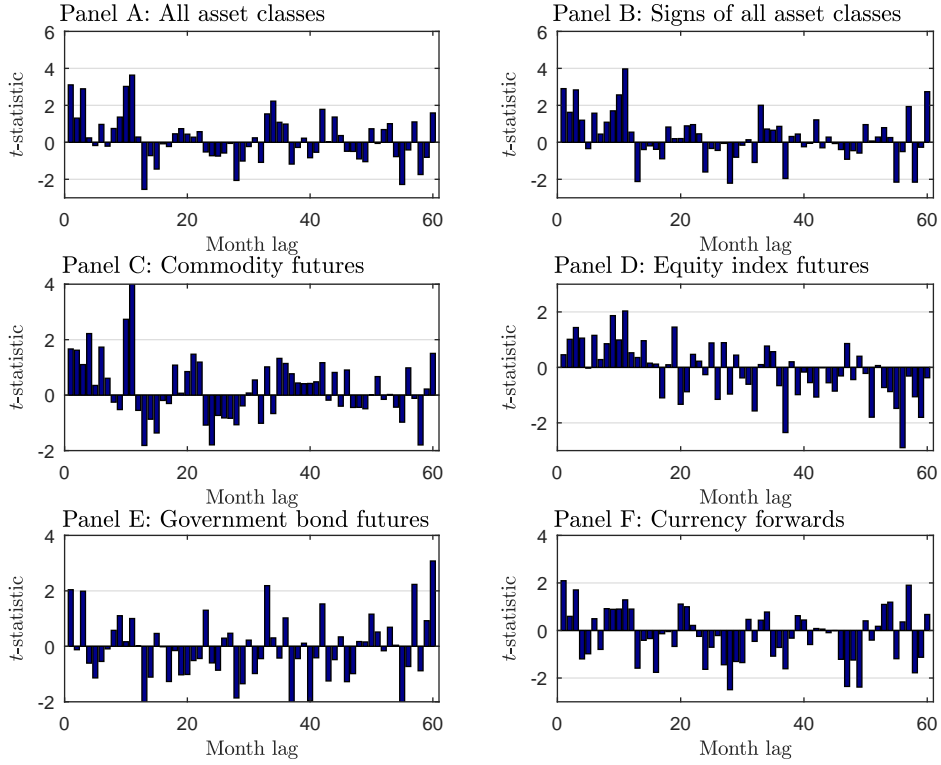 Panel A: All asset classes
6
4
2
0
-2
t-statistic
0 20 40 60
Month lag
Panel B: Signs of all asset classes
6
4
2
0
-2
t-statistic
0 20 40 60
Month lag
Panel C: Commodity futures
4
2
0
-2
t-statistic
0 20 40 60
Month lag
Panel D: Equity index futures
2
0
-2
t-statistic
0 20 40 60
Month lag
Panel E: Government bond futures
4
2
0
-2
t-statistic
0 20 40 60
Month lag
Panel F: Currency forwards
4
2
0
-2
t-statistic
0 20 40 60
Month lag